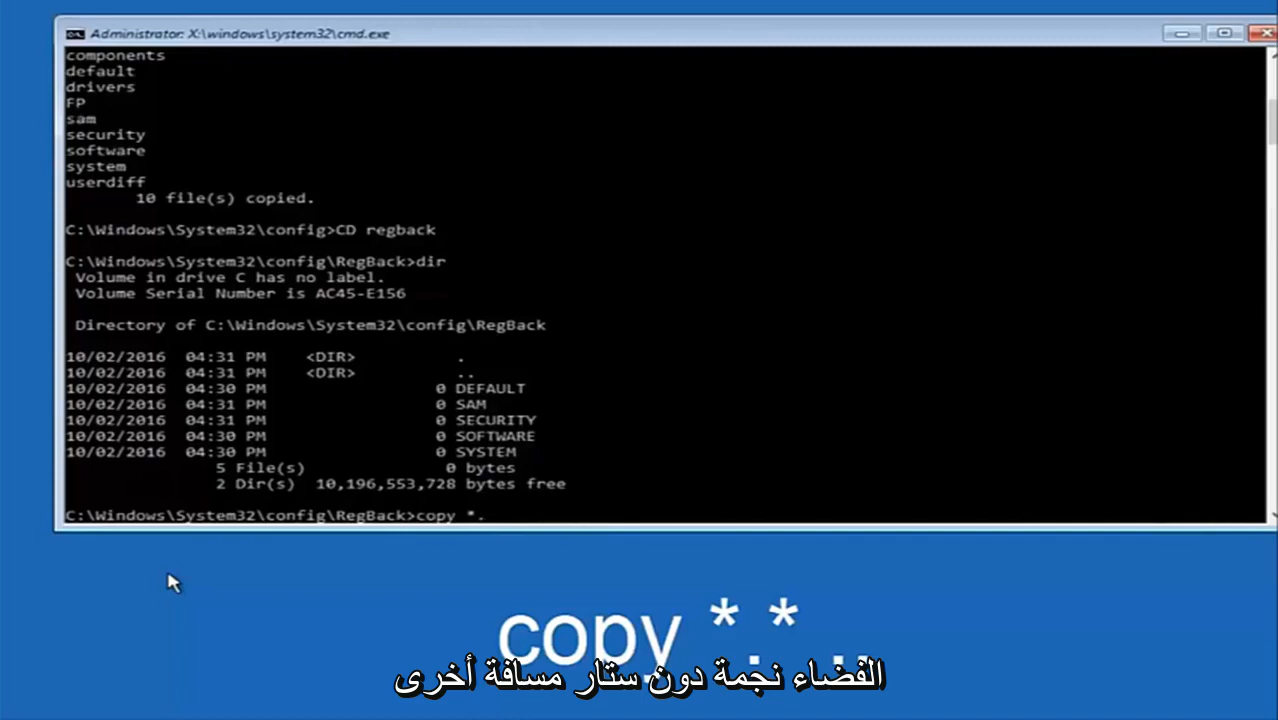 Administrator: X:\windows\system32\cmd.exe
components
default
drivers
FP
sam
security
software
system
userdiff
10 file(s) copied.
C:\Windows\System32\config>CD regback
C:\Windows\System32\config\RegBack>dir
Volume in drive C has no label.
Volume Serial Number is AC45-E156
Directory of C:\Windows\System32\config\RegBack
10/02/2016 04:31 PM <DIR> .
10/02/2016 04:31 PM <DIR> ..
10/02/2016 04:30 PM 0 DEFAULT
10/02/2016 04:31 PM 0 SAM
10/02/2016 04:31 PM 0 SECURITY
10/02/2016 04:30 PM 0 SOFTWARE
10/02/2016 04:30 PM 0 SYSTEM
5 File(s) 0 bytes
2 Dir(s) 10,196,553,728 bytes free
C:\Windows\System32\config\RegBack>copy *.
copy *.* ..
الفضاء نجمة دون ستار مسافة أخرى